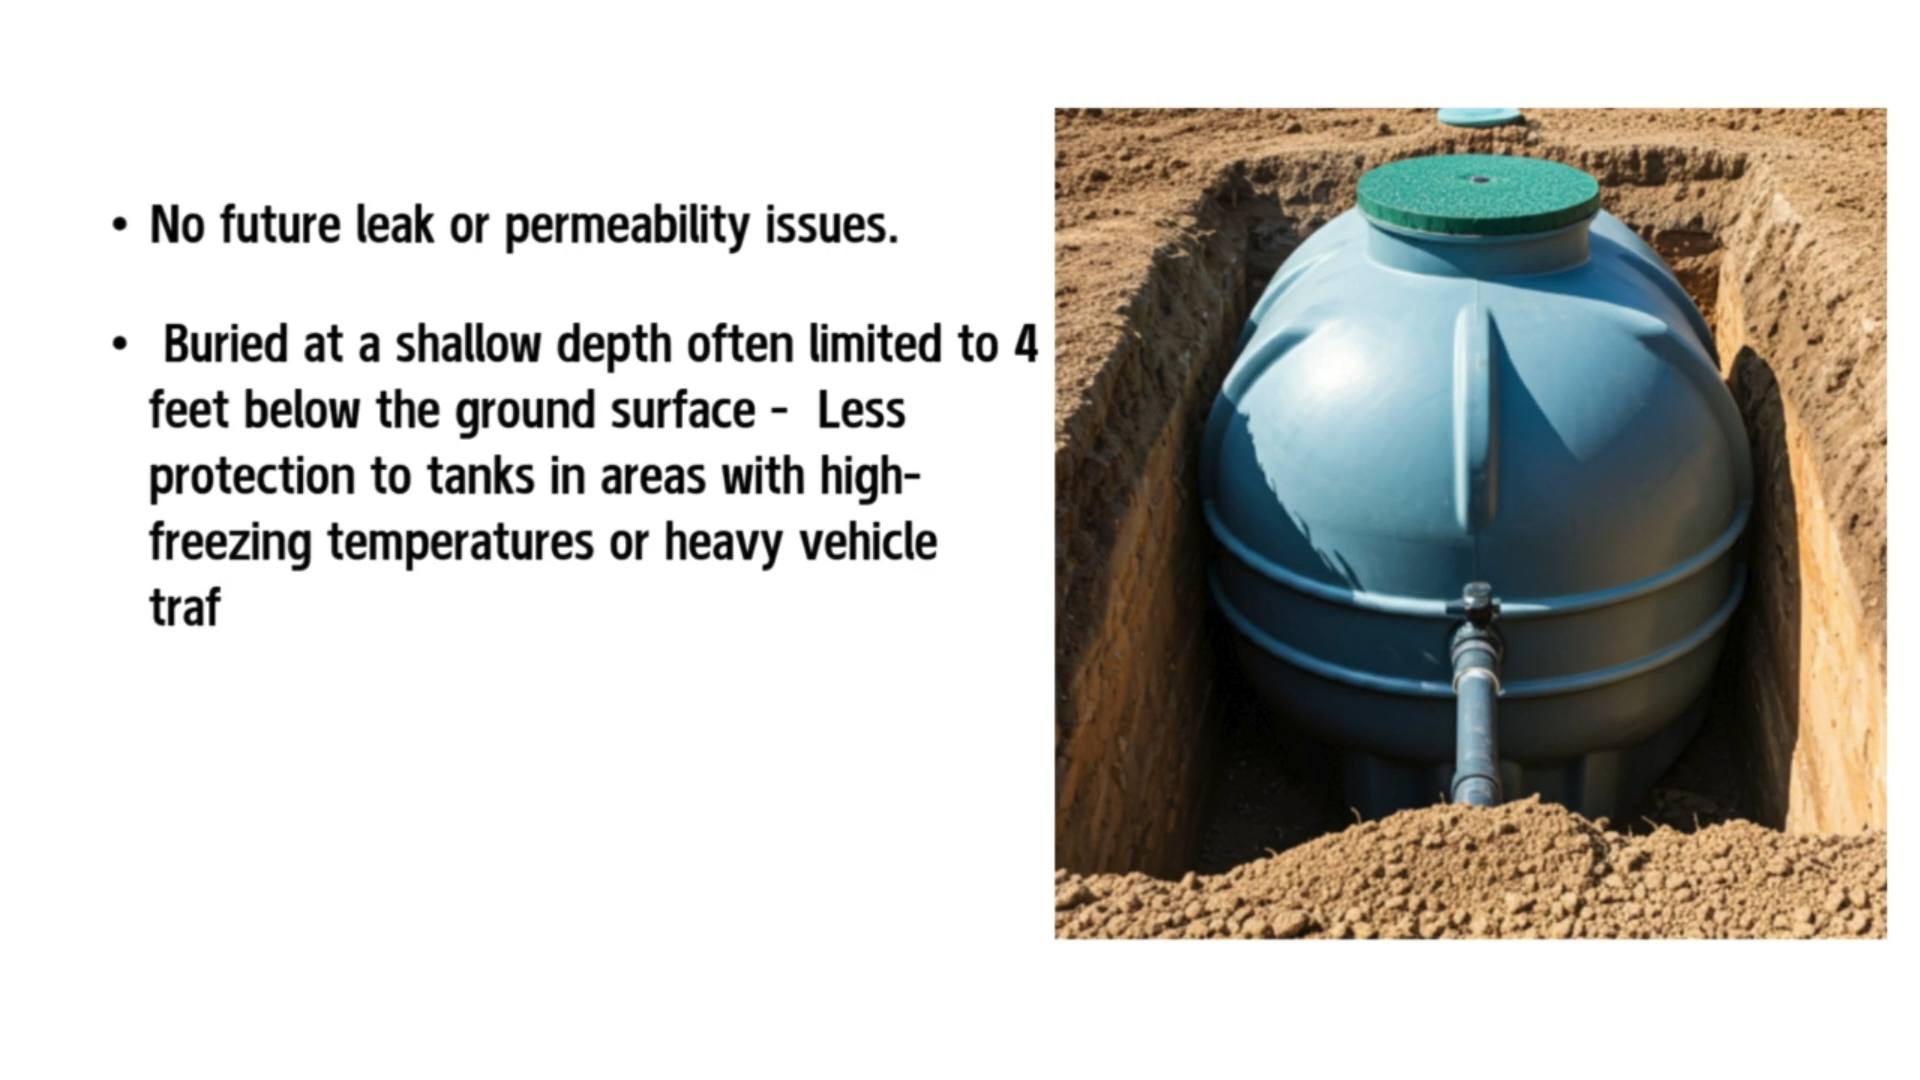 • No future leak or permeability issues.
• Buried at a shallow depth often limited to 4
feet below the ground surface - Less
protection to tanks in areas with high-
freezing temperatures or heavy vehicle
traf